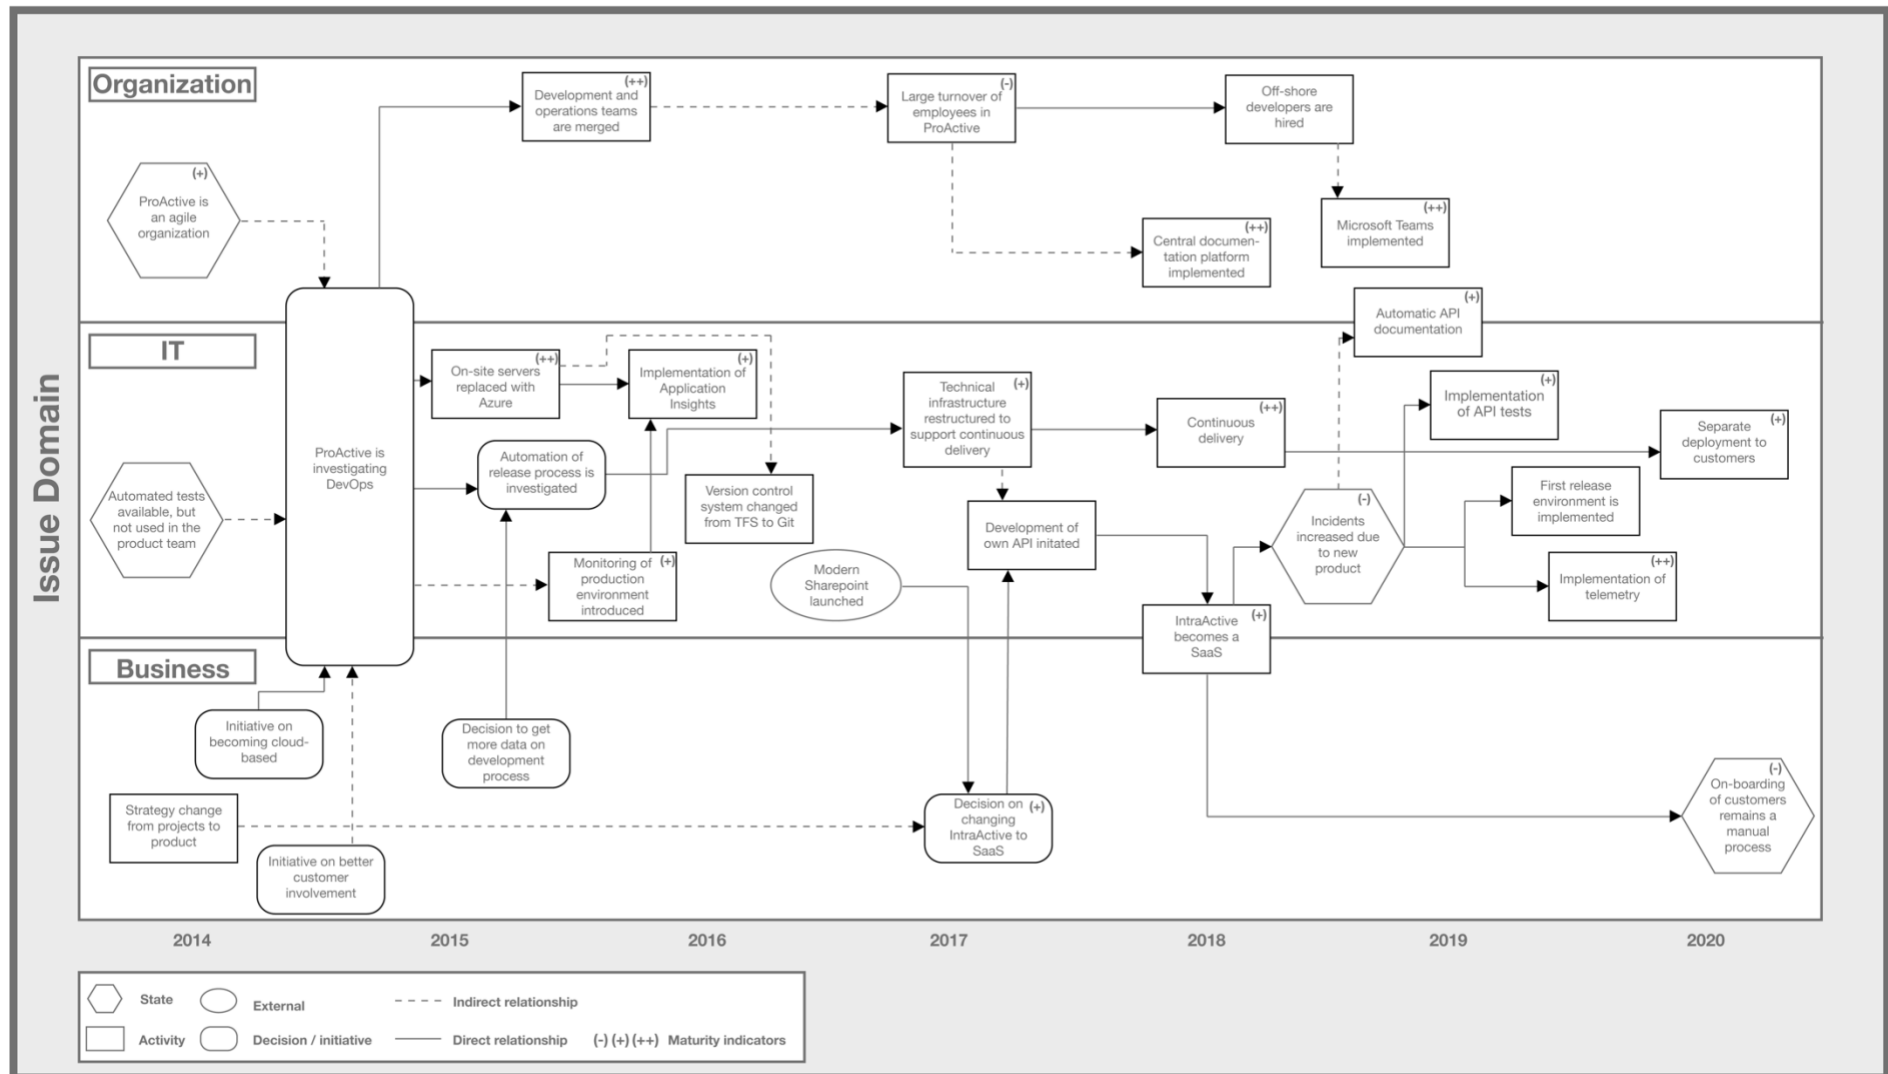 Issue Domain
Organization
(++)
Development and
operations teams
are merged
(-)
Large turnover of
employees in
ProActive
Off-shore
developers are
hired
(+)
ProActive is
an agile
organization
(++)
Central documen-
tation platform
implemented
(++)
Microsoft Teams
implemented
IT
(+)
Automatic API
documentation
ProActive is
investigating
DevOps
(++)
On-site servers
replaced with
Azure
(+)
Implementation of
Application
Insights
Technical (+)
infrastructure
restructured to
support continuous
delivery
(++)
Continuous
delivery
(+)
Implementation
of API tests
(+)
Separate
deployment to
customers
Automation of
release process is
investigated
Version control
system changed
from TFS to Git
Automated tests
available, but
not used in the
product team
Development of
own API initated
(-)
Incidents
increased due
to new
product
First release
environment is
implemented
Monitoring of (+)
production
environment
introduced
Modern
Sharepoint
launched
(++)
Implementation of
telemetry
IntraActive (+)
becomes a
SaaS
Business
Initiative on
becoming cloud-
based
Decision to get
more data on
development
process
Strategy change
from projects to
product
Initiative on better
customer
involvement
Decision on (+)
changing
IntraActive to
SaaS
(-)
On-boarding
of customers
remains a
manual
process
2014 2015 2016 2017 2018 2019 2020
State External Indirect relationship
Activity Decision / initiative Direct relationship (-) (+) (++) Maturity indicators